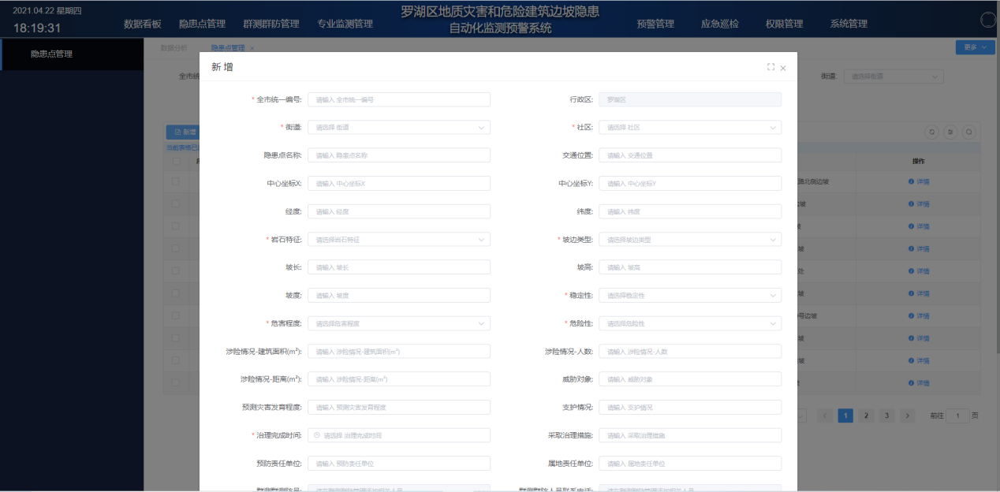 2021.04.22 星期四
18:19:31
数据看板
隐患点管理
群测群防管理
专业监测管理
罗湖区地质灾害和危险建筑边坡隐患
自动化监测预警系统
预警管理
应急巡检
权限管理
系统管理
隐患点管理
数据分析
隐患点管理 ×
更多
全市统
街道:
请选择街道
新增
当前表格已
操作
路北侧边坡
详情
坡
详情
详情
坡
详情
处
详情
坡
详情
号边坡
详情
坡
详情
坡
详情
详情
1 2 3
前往 1 页
新增
* 全市统一编号: 请输入 全市统一编号
行政区: 罗湖区
* 街道: 请选择 街道
* 社区: 请选择 社区
隐患点名称: 请输入 隐患点名称
交通位置: 请输入 交通位置
中心坐标X: 请输入 中心坐标X
中心坐标Y: 请输入 中心坐标Y
经度: 请输入 经度
纬度: 请输入 纬度
* 岩石特征: 请选择岩石特征
* 坡边类型: 请选择坡边类型
坡长: 请输入 坡长
坡高: 请输入 坡高
坡度: 请输入 坡度
* 稳定性: 请选择稳定性
* 危害程度: 请选择危害程度
* 危险性: 请选择危险性
涉险情况-建筑面积(m²): 请输入 涉险情况-建筑面积(m²)
涉险情况-人数: 请输入 涉险情况-人数
涉险情况-距离(m²): 请输入 涉险情况-距离(m²)
威胁对象: 请输入 威胁对象
预测灾害发育程度: 请输入 预测灾害发育程度
支护情况: 请输入 支护情况
* 治理完成时间: 请选择 治理完成时间
采取治理措施: 请输入 采取治理措施
预防责任单位: 请输入 预防责任单位
属地责任单位: 请输入 属地责任单位